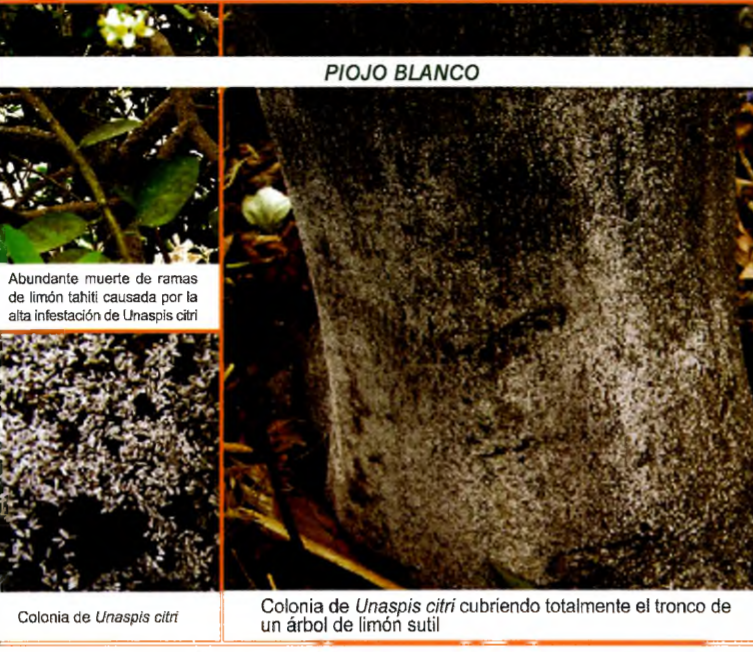 PIOJO BLANCO
Abundante muerte de ramas
de limón tahiti causada por la
alta infestación de Unaspis citri
Colonia de Unaspis citri
Colonia de Unaspis citri cubriendo totalmente el tronco de
un árbol de limón sutil